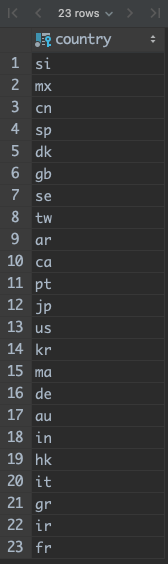 23 rows
country
1 si
2 mx
3 cn
4 sp
5 dk
6 gb
7 se
8 tw
9 ar
10 ca
11 pt
12 jp
13 us
14 kr
15 ma
16 de
17 au
18 in
19 hk
20 it
21 gr
22 ir
23 fr